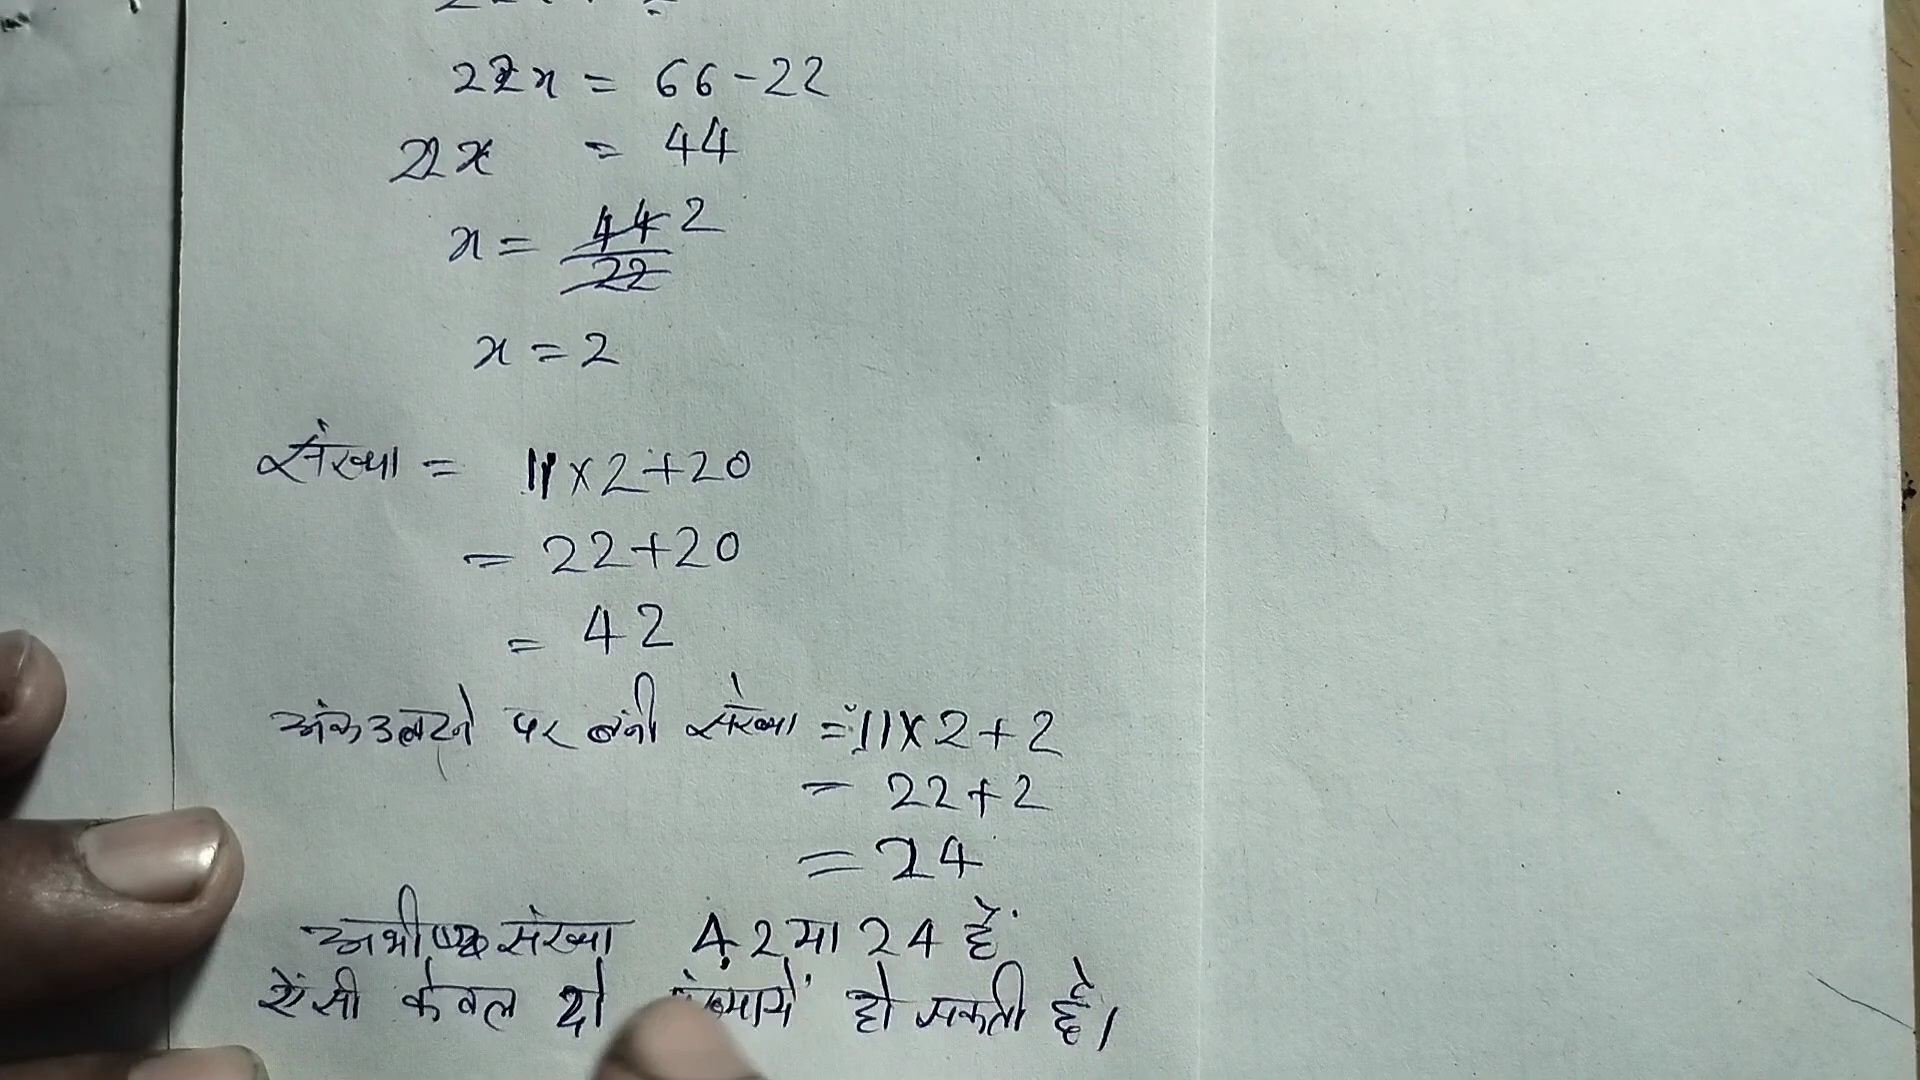 22x = 66-22
22x = 44
x = 44/22 2
x = 2
संख्या = 11×2+20
= 22+20
= 42
अंक उलटने पर बनी संख्या = 11×2+2
= 22+2
= 24
अभीष्ट संख्या 42 या 24 हैं
ऐसी केवल दो संख्यायें हो सकती है।